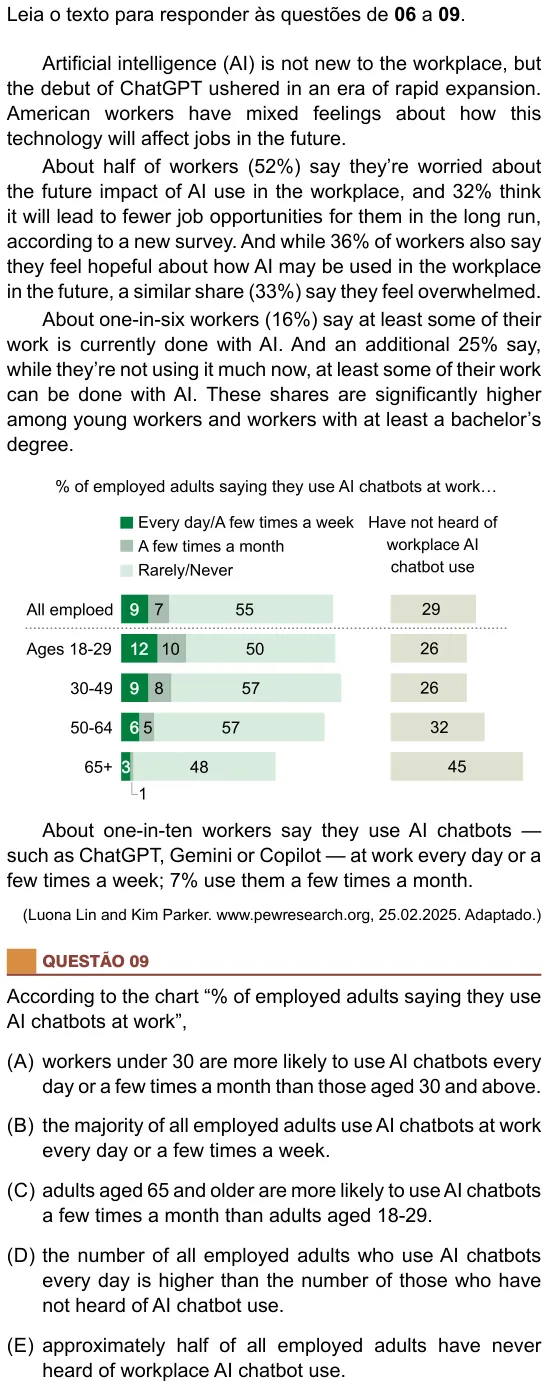 Leia o texto para responder às questões de 06 a 09.
Artificial intelligence (AI) is not new to the workplace, but
the debut of ChatGPT ushered in an era of rapid expansion.
American workers have mixed feelings about how this
technology will affect jobs in the future.
About half of workers (52%) say they're worried about
the future impact of AI use in the workplace, and 32% think
it will lead to fewer job opportunities for them in the long run,
according to a new survey. And while 36% of workers also say
they feel hopeful about how AI may be used in the workplace
in the future, a similar share (33%) say they feel overwhelmed.
About one-in-six workers (16%) say at least some of their
work is currently done with AI. And an additional 25% say,
while they're not using it much now, at least some of their work
can be done with AI. These shares are significantly higher
among young workers and workers with at least a bachelor's
degree.
% of employed adults saying they use AI chatbots at work…
Every day/A few times a week
A few times a month
Rarely/Never
Have not heard of
workplace AI
chatbot use
All emploed 9 7 55 29
Ages 18-29 12 10 50 26
30-49 9 8 57 26
50-64 6 5 57 32
65+ 3 48 45
1
About one-in-ten workers say they use AI chatbots —
such as ChatGPT, Gemini or Copilot — at work every day or a
few times a week; 7% use them a few times a month.
(Luona Lin and Kim Parker. www.pewresearch.org, 25.02.2025. Adaptado.)
QUESTÃO 09
According to the chart “% of employed adults saying they use
AI chatbots at work”,
(A) workers under 30 are more likely to use AI chatbots every
day or a few times a month than those aged 30 and above.
(B) the majority of all employed adults use AI chatbots at work
every day or a few times a week.
(C) adults aged 65 and older are more likely to use AI chatbots
a few times a month than adults aged 18-29.
(D) the number of all employed adults who use AI chatbots
every day is higher than the number of those who have
not heard of AI chatbot use.
(E) approximately half of all employed adults have never
heard of workplace AI chatbot use.